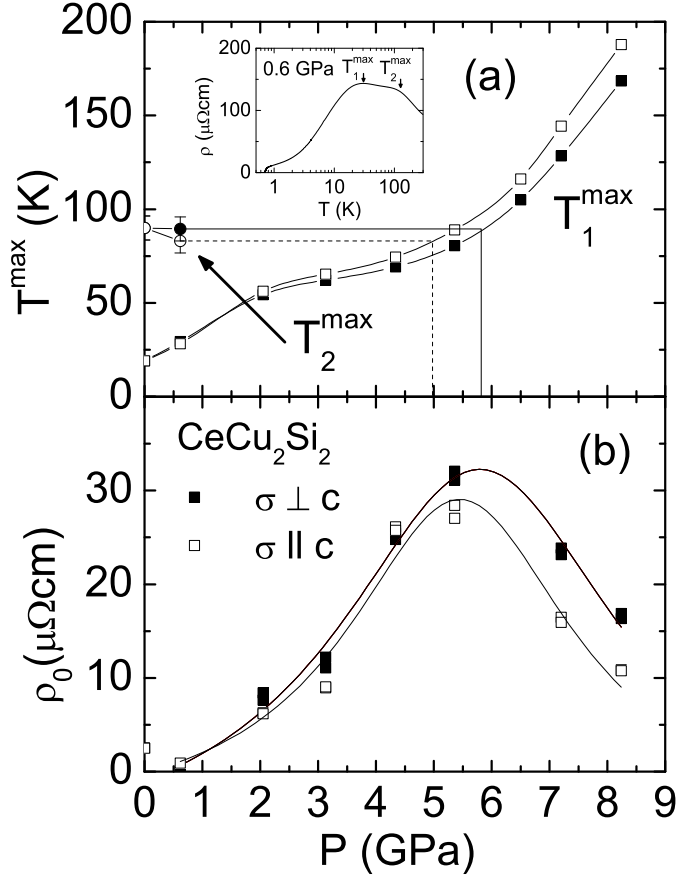 200
150
100
50
0
T^max (K)
(a)
200
100
0
ρ (μΩcm)
0.6 GPa T₁^max T₂^max
1 10 100
T (K)
T₁^max
T₂^max
CeCu₂Si₂
(b)
■ σ ⊥ c
□ σ || c
30
20
10
0
ρ₀(μΩcm)
0 1 2 3 4 5 6 7 8 9
P (GPa)